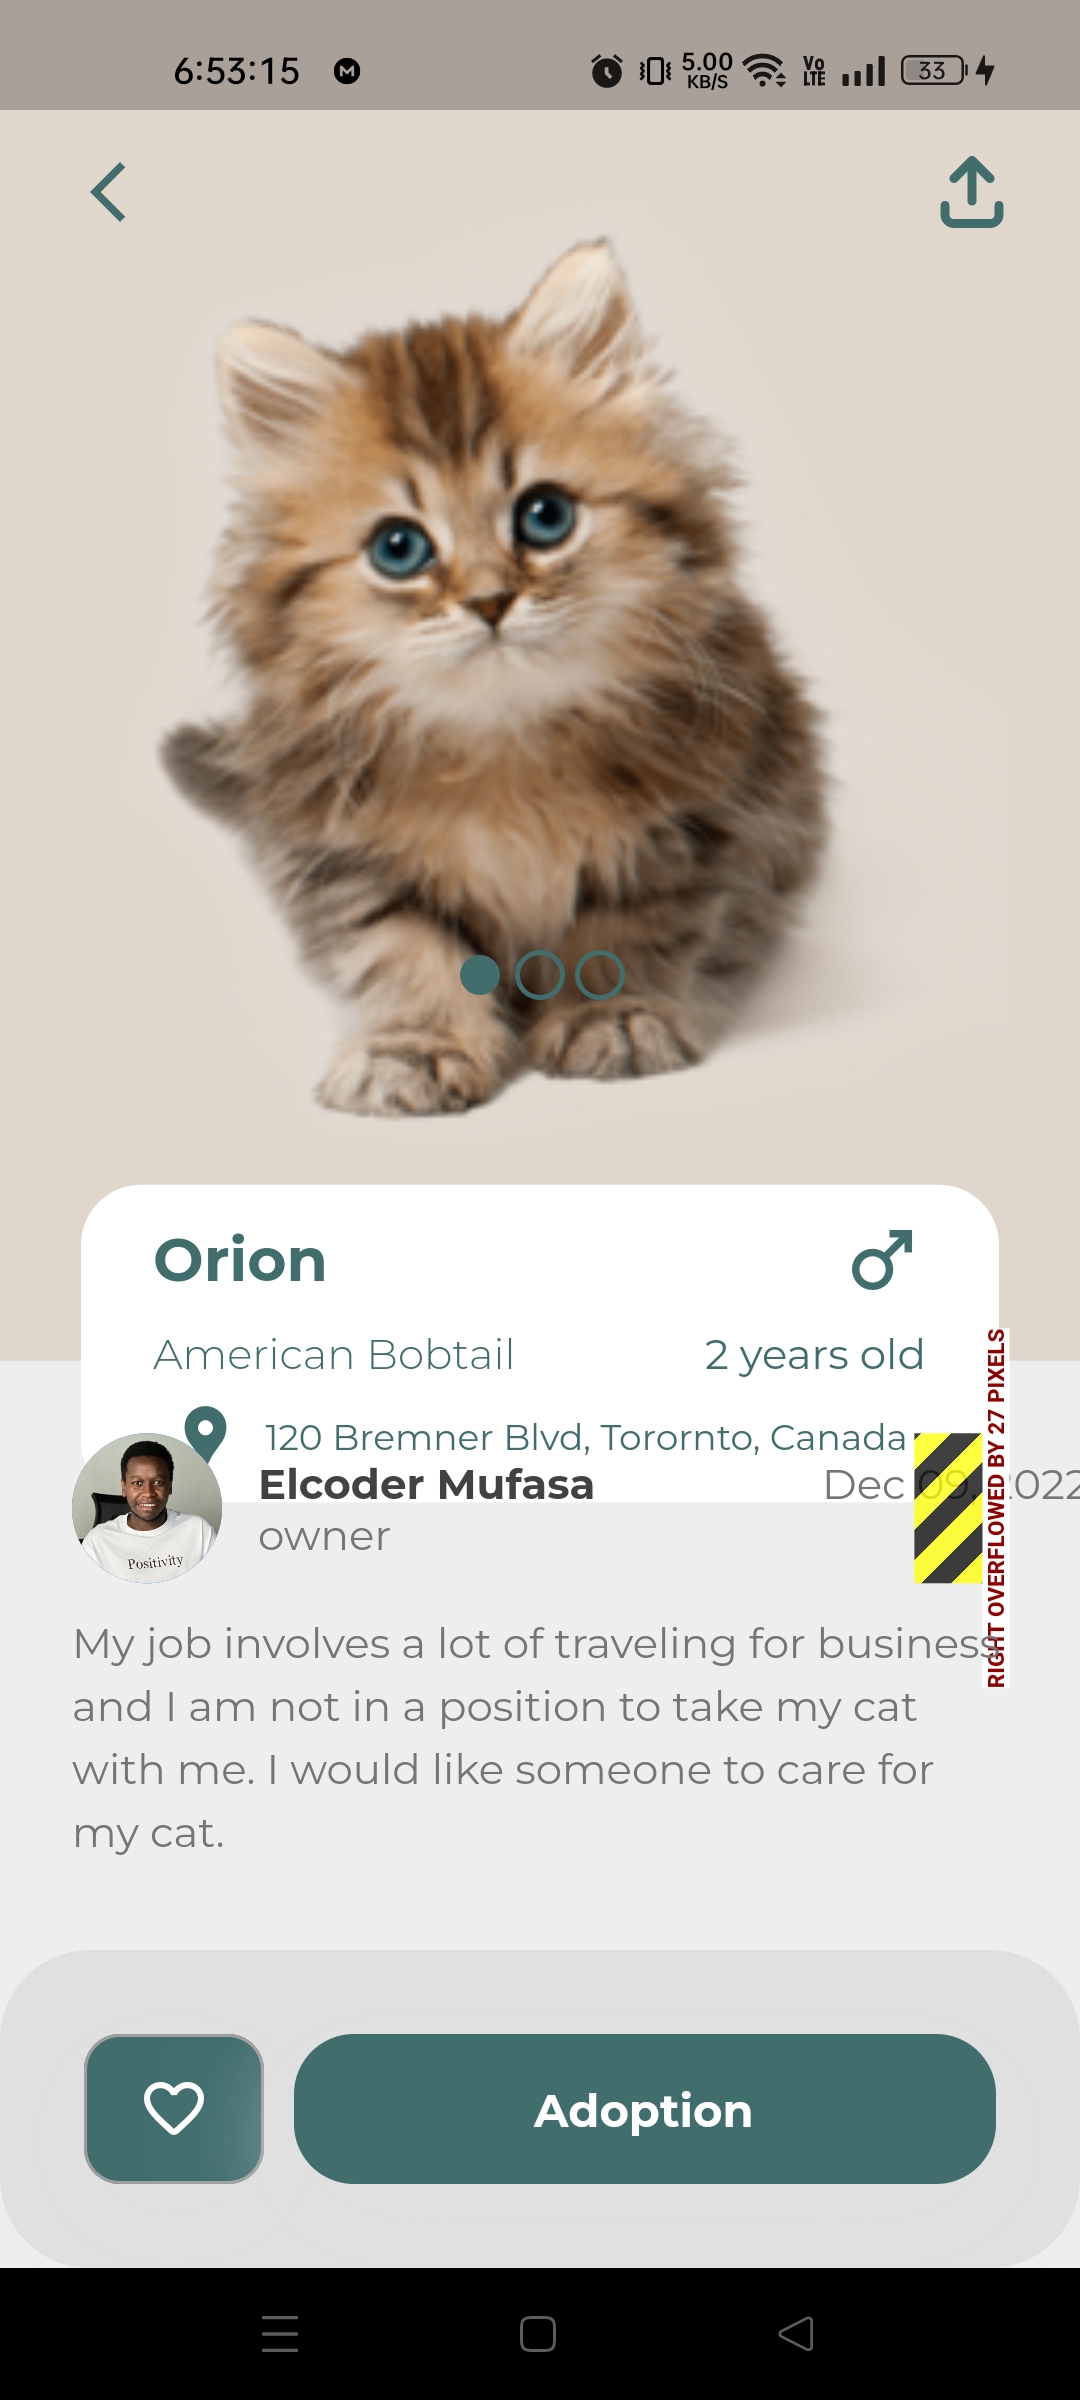 6:53:15
5.00
KB/S
Vo
LTE
33
Orion
American Bobtail 2 years old
120 Bremner Blvd, Torornto, Canada
Elcoder Mufasa Dec 09, 2022
owner
Positivity
RIGHT OVERFLOWED BY 27 PIXELS
My job involves a lot of traveling for business
and I am not in a position to take my cat
with me. I would like someone to care for
my cat.
Adoption